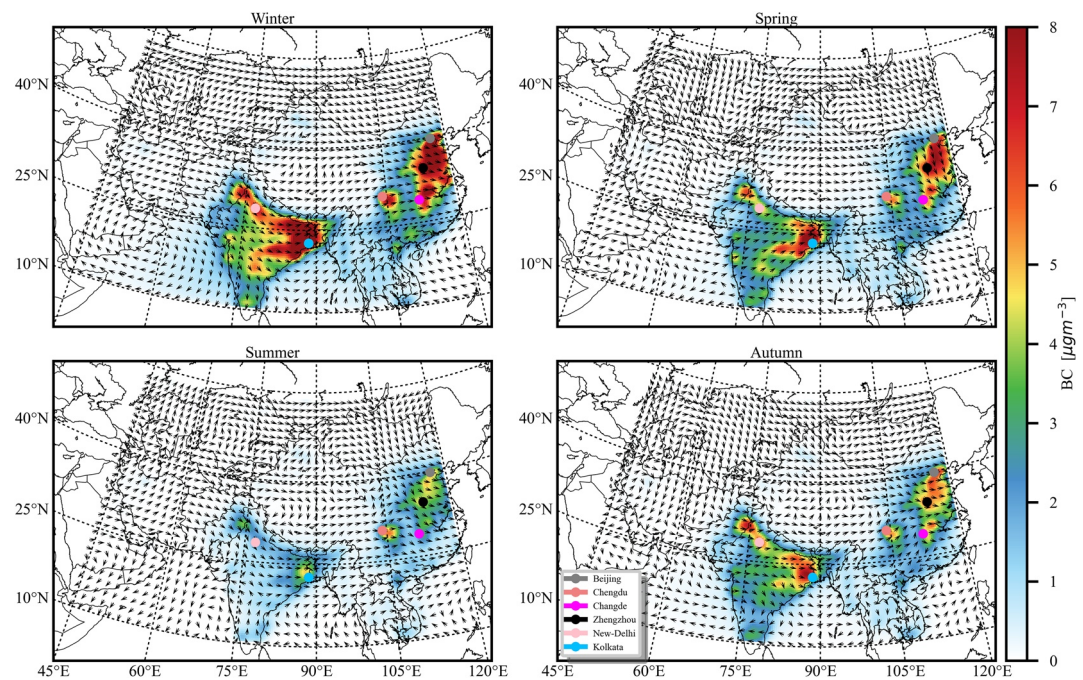 Winter
Spring
40°N
25°N
10°N
8
7
6
5
4
3
2
1
0
BC [μgm⁻³]
Summer
Autumn
40°N
25°N
10°N
Beijing
Chengdu
Changde
Zhengzhou
New-Delhi
Kolkata
45°E 60°E 75°E 90°E 105°E 120°E
60°E 75°E 90°E 105°E 120°E